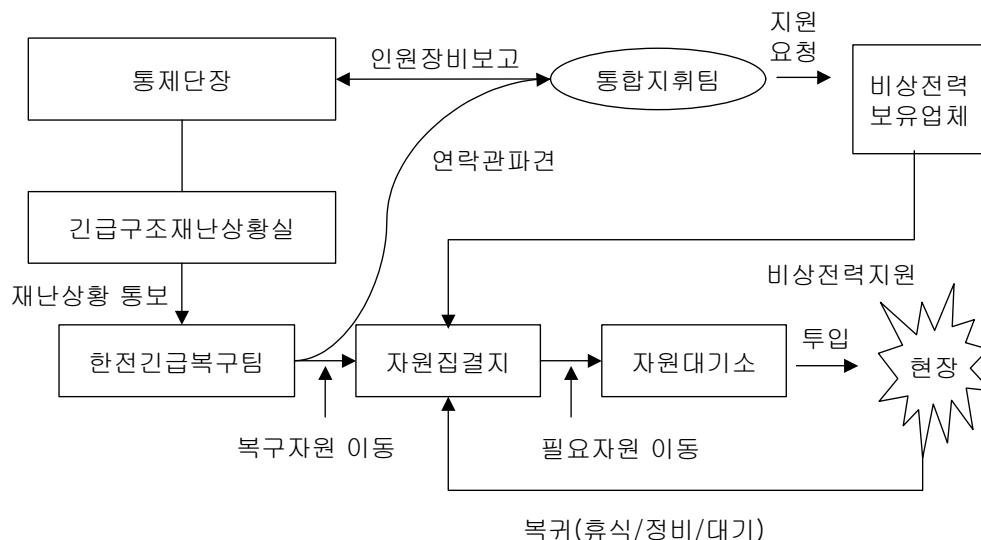 지원
요청
인원장비보고
통제단장
통합지휘팀
비상전력
보유업체
연락관파견
긴급구조재난상황실
비상전력지원
재난상황 통보
투입
한전긴급복구팀
자원집결지
자원대기소
현장
복구자원 이동
필요자원 이동
복귀(휴식/정비/대기)